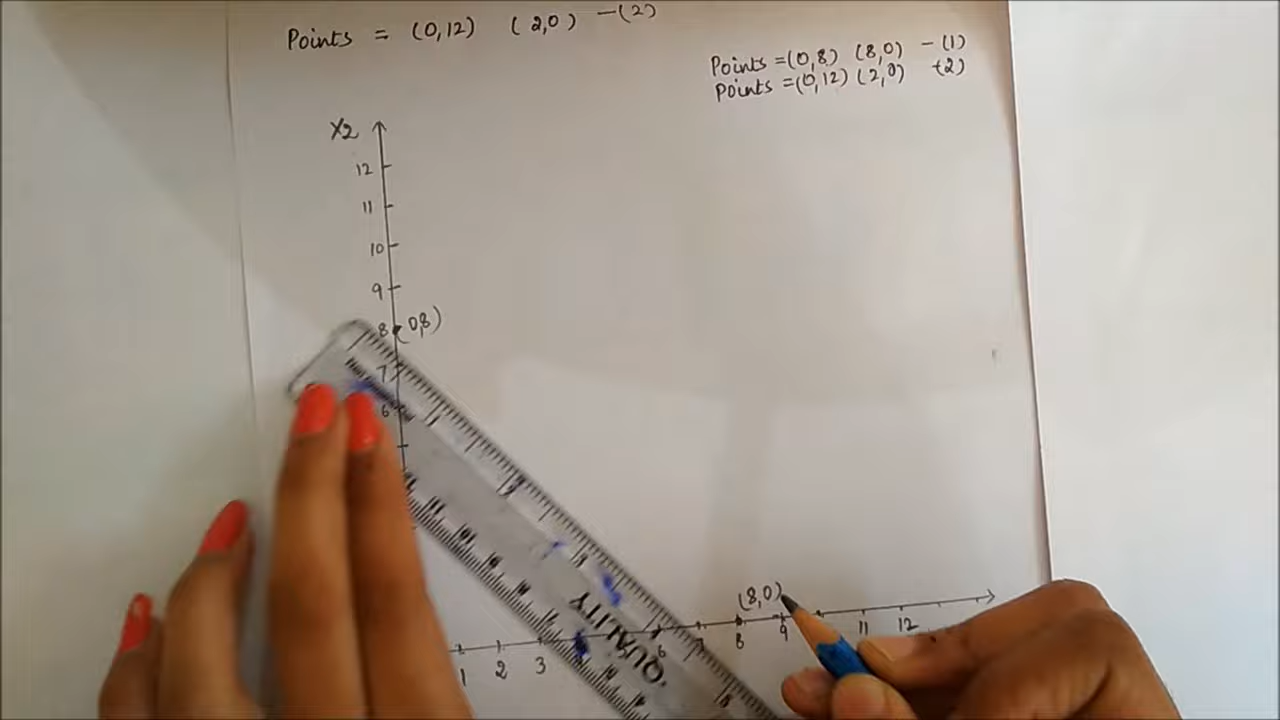 Points = (0,12) (2,0) -(2)
Points =(0,8) (8,0) -(1)
Points =(0,12) (2,0) -(2)
X2
12
11
10
9
8 (0,8)
7
6
(8,0)
1 2 3 6 7 8 9 11 12
QUALITY